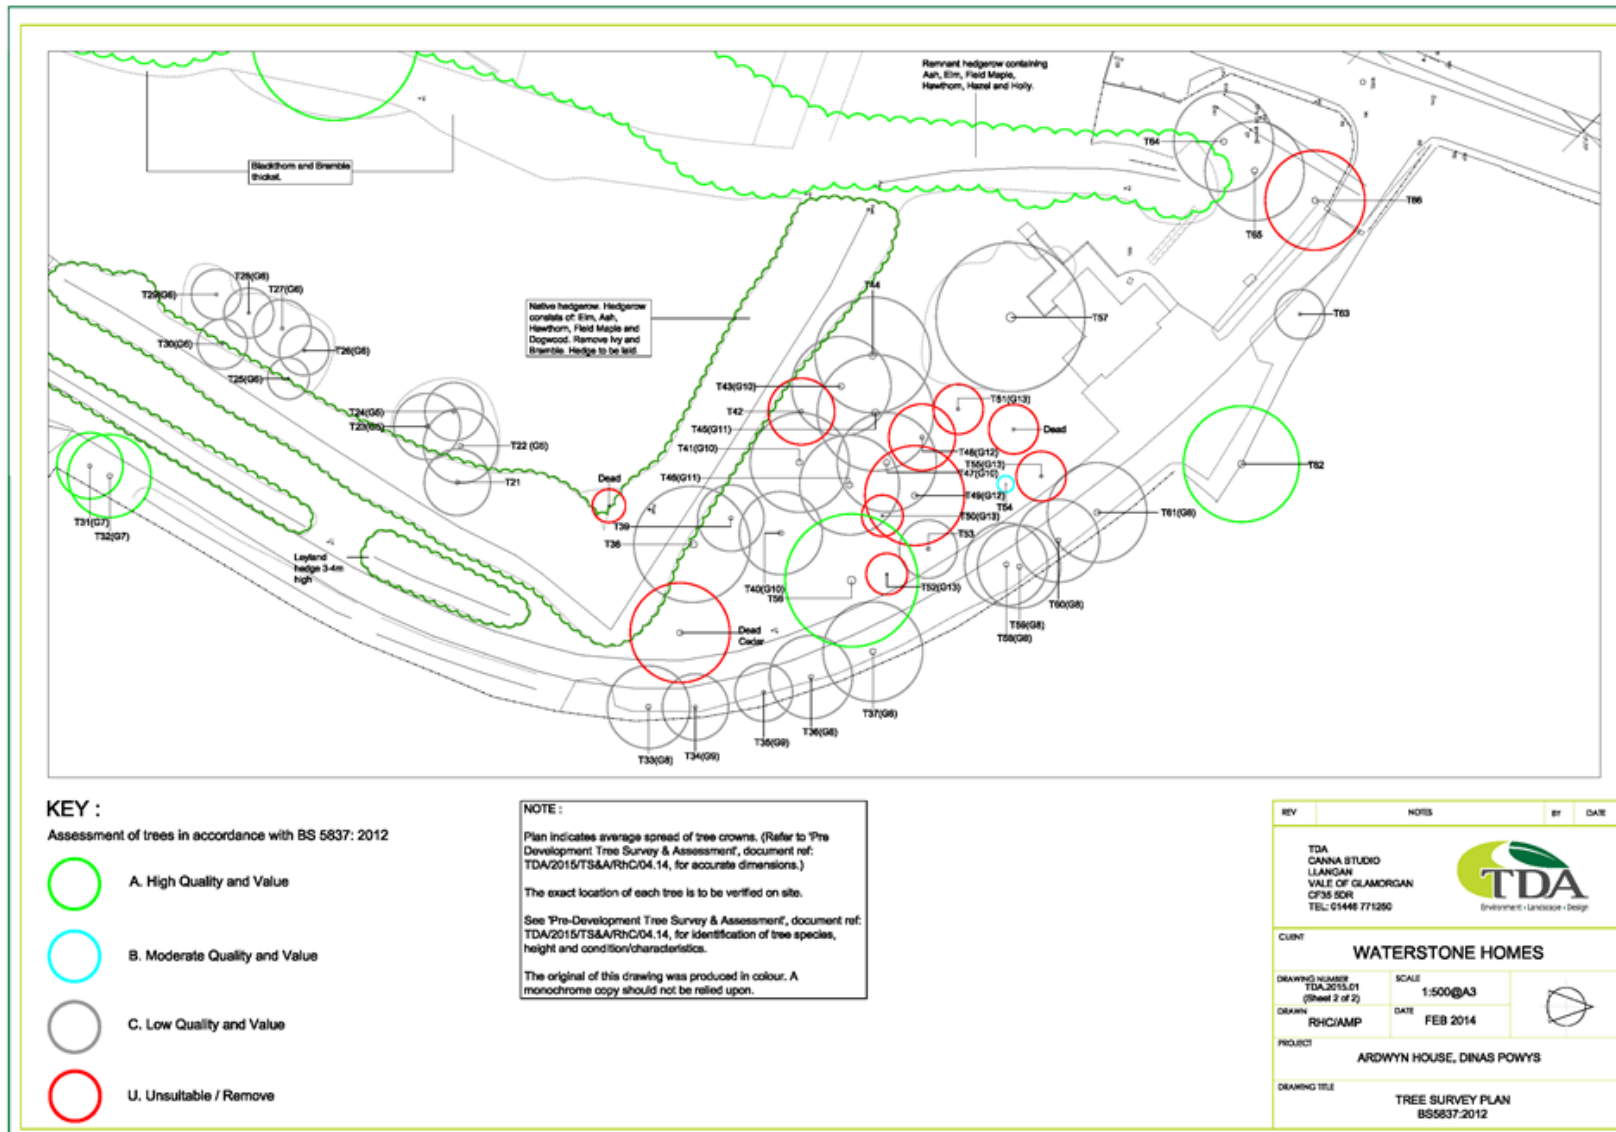 Remnant hedgerow containing
Ash, Elm, Field Maple,
Hawthorn, Hazel and Holly.
Blackthorn and Bramble
thicket.
T64
T65
T66
T28(G6)
T29(G6)
T27(G6)
T30(G6)
T26(G6)
T25(G6)
Native hedgerow. Hedgerow
consists of: Elm, Ash,
Hawthorn, Field Maple and
Dogwood. Remove Ivy and
Bramble. Hedge to be laid.
T44
T57
T63
T43(G10)
T42
T51(G13)
T45(G11)
Dead
T24(G5)
T23(G5)
T22 (G5)
T41(G10)
T48(G12)
T55(G13)
T47(G10)
T62
T46(G11)
T21
Dead
T49(G12)
T54
T50(G13)
T61(G8)
T31(G7)
T32(G7)
T39
T38
T53
Leyland
hedge 3-4m
high
T40(G10)
T56
T52(G13)
T60(G8)
T59(G8)
T58(G8)
Dead
Cedar
T37(G8)
T36(G8)
T35(G9)
T34(G9)
T33(G8)
KEY :
Assessment of trees in accordance with BS 5837: 2012
A. High Quality and Value
B. Moderate Quality and Value
C. Low Quality and Value
U. Unsuitable / Remove
NOTE :
Plan indicates average spread of tree crowns. (Refer to 'Pre
Development Tree Survey & Assessment', document ref:
TDA/2015/TS&A/RhC/04.14, for accurate dimensions.)
The exact location of each tree is to be verified on site.
See 'Pre-Development Tree Survey & Assessment', document ref:
TDA/2015/TS&A/RhC/04.14, for identification of tree species,
height and condition/characteristics.
The original of this drawing was produced in colour. A
monochrome copy should not be relied upon.
REV NOTES BY DATE
TDA
CANNA STUDIO
LLANGAN
VALE OF GLAMORGAN
CF35 5DR
TEL: 01446 771250
TDA
Environment • Landscape • Design
CLIENT
WATERSTONE HOMES
DRAWING NUMBER
TDA.2015.01
(Sheet 2 of 2)
SCALE
1:500@A3
DRAWN
RHC/AMP
DATE
FEB 2014
PROJECT
ARDWYN HOUSE, DINAS POWYS
DRAWING TITLE
TREE SURVEY PLAN
BS5837:2012